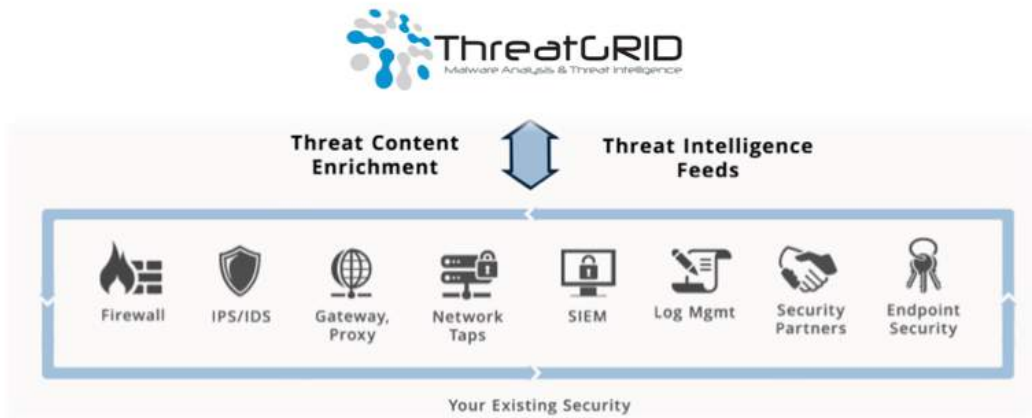 ThreatGRID
Malware Analysis & Threat Intelligence
Threat Content
Enrichment
Threat Intelligence
Feeds
Firewall
IPS/IDS
Gateway,
Proxy
Network
Taps
SIEM
Log Mgmt
Security
Partners
Endpoint
Security
Your Existing Security